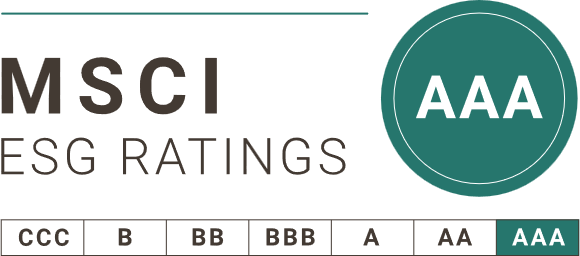 MSCI
ESG RATINGS
AAA
CCC B BB BBB A AA AAA